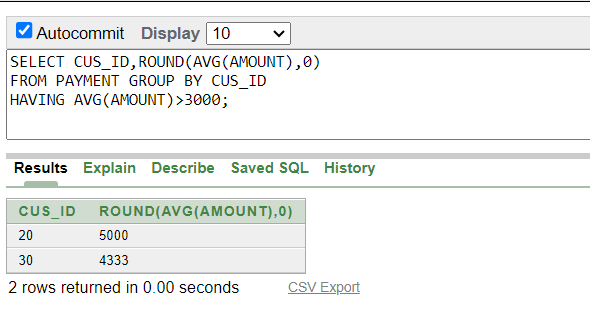 Autocommit Display 10
SELECT CUS_ID,ROUND(AVG(AMOUNT),0)
FROM PAYMENT GROUP BY CUS_ID
HAVING AVG(AMOUNT)>3000;
Results Explain Describe Saved SQL History
CUS_ID ROUND(AVG(AMOUNT),0)
20 5000
30 4333
2 rows returned in 0.00 seconds CSV Export